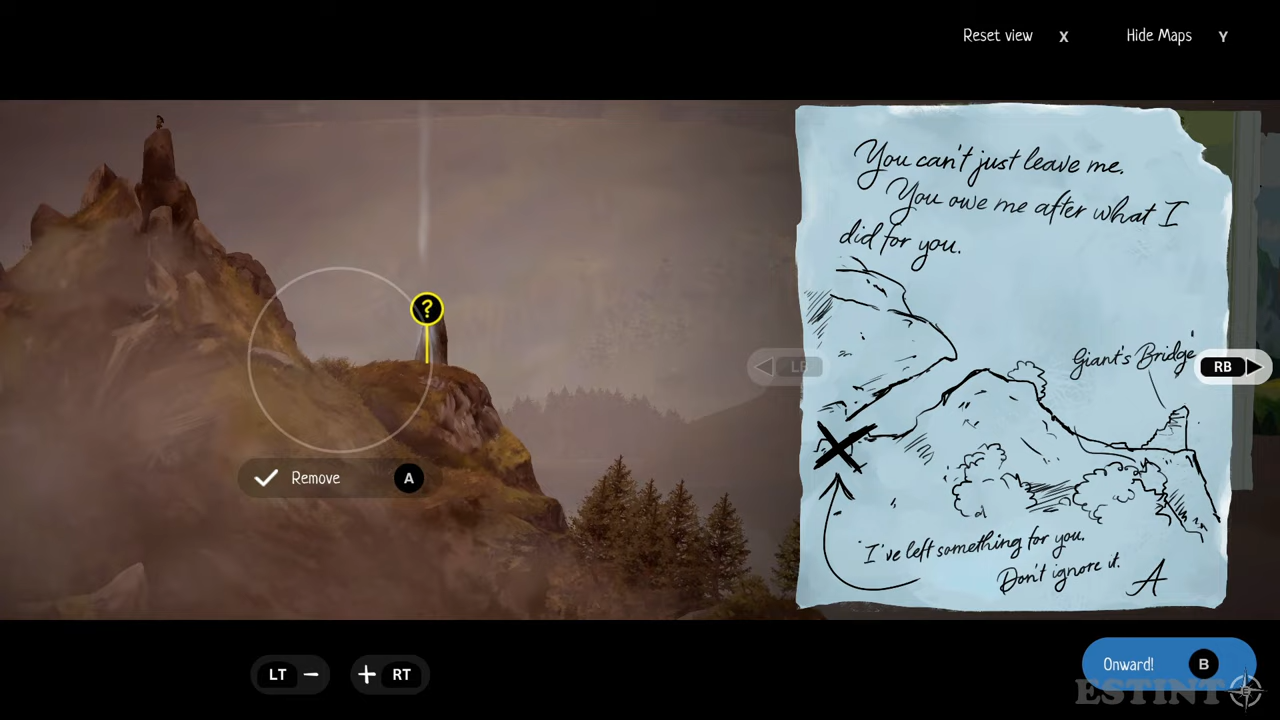 Reset view X Hide Maps Y
You can't just leave me.
You owe me after what I
did for you.
?
Giant's Bridge
LB
RB
Remove A
I've left something for you.
Don't ignore it. A
LT − + RT
Onward! B
ESTINT